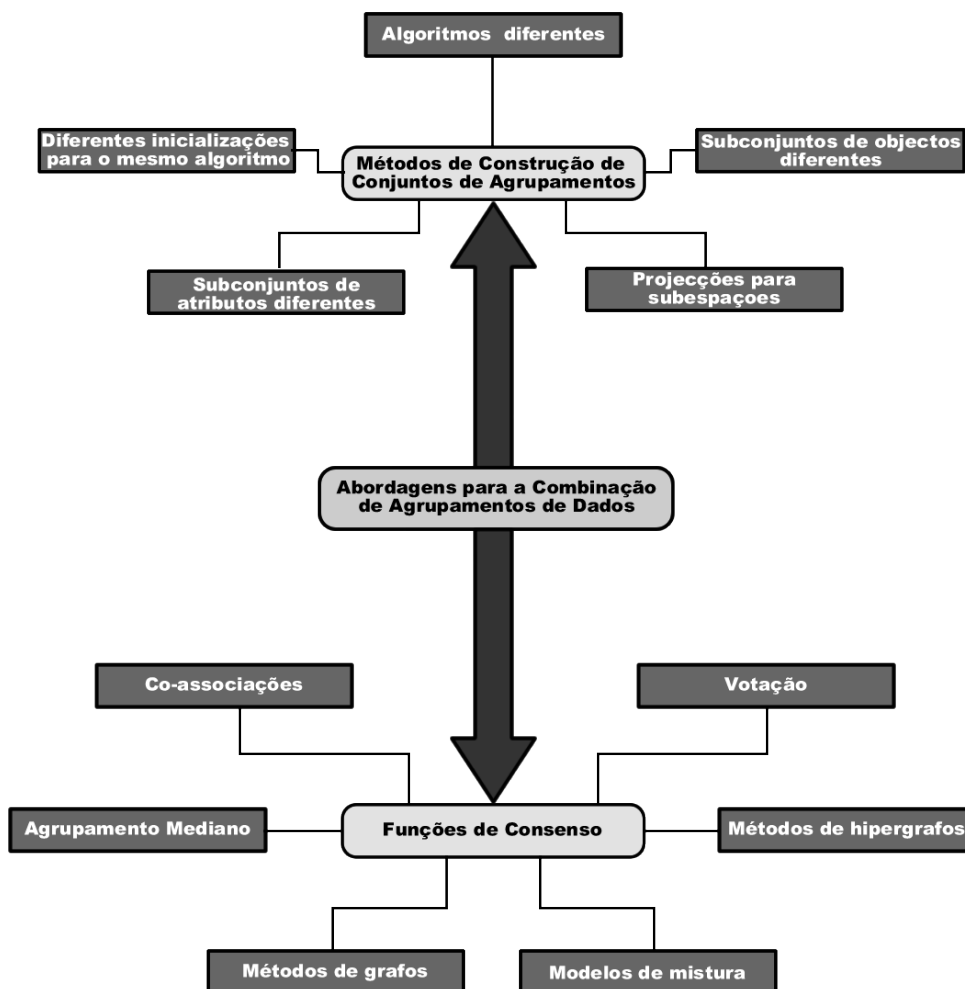 Algoritmos diferentes
Diferentes inicializações
para o mesmo algoritmo
Subconjuntos de objectos
diferentes
Métodos de Construção de
Conjuntos de Agrupamentos
Subconjuntos de
atributos diferentes
Projecções para
subespaçoes
Abordagens para a Combinação
de Agrupamentos de Dados
Co-associações
Votação
Agrupamento Mediano
Funções de Consenso
Métodos de hipergrafos
Métodos de grafos
Modelos de mistura